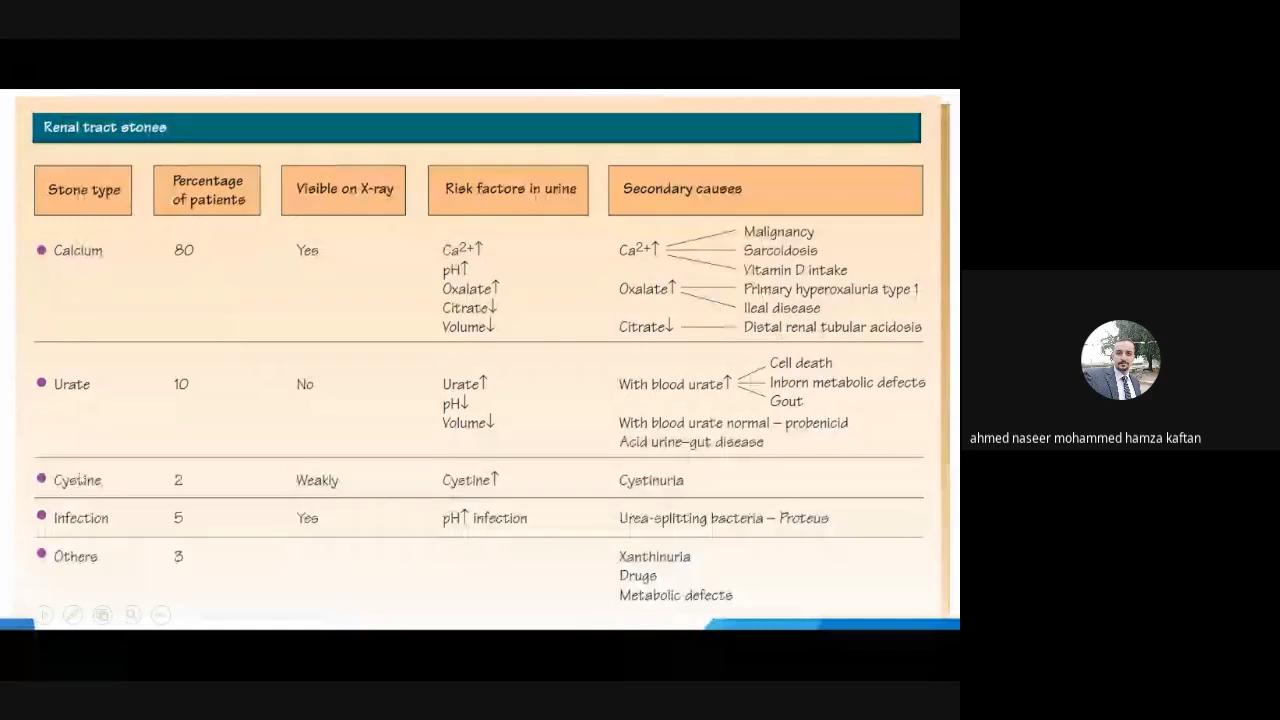 Renal tract stones
Stone type
Percentage
of patients
Visible on X-ray
Risk factors in urine
Secondary causes
Calcium
80
Yes
Ca2+↑
pH↑
Oxalate↑
Citrate↓
Volume↓
Ca2+↑
Malignancy
Sarcoidosis
Vitamin D intake
Oxalate↑
Primary hyperoxaluria type 1
Ileal disease
Citrate↓
Distal renal tubular acidosis
Urate
10
No
Urate↑
pH↓
Volume↓
With blood urate↑
Cell death
Inborn metabolic defects
Gout
With blood urate normal – probenicid
Acid urine–gut disease
Cystine
2
Weakly
Cystine↑
Cystinuria
Infection
5
Yes
pH↑ infection
Urea-splitting bacteria – Proteus
Others
3
Xanthinuria
Drugs
Metabolic defects
ahmed naseer mohammed hamza kaftan